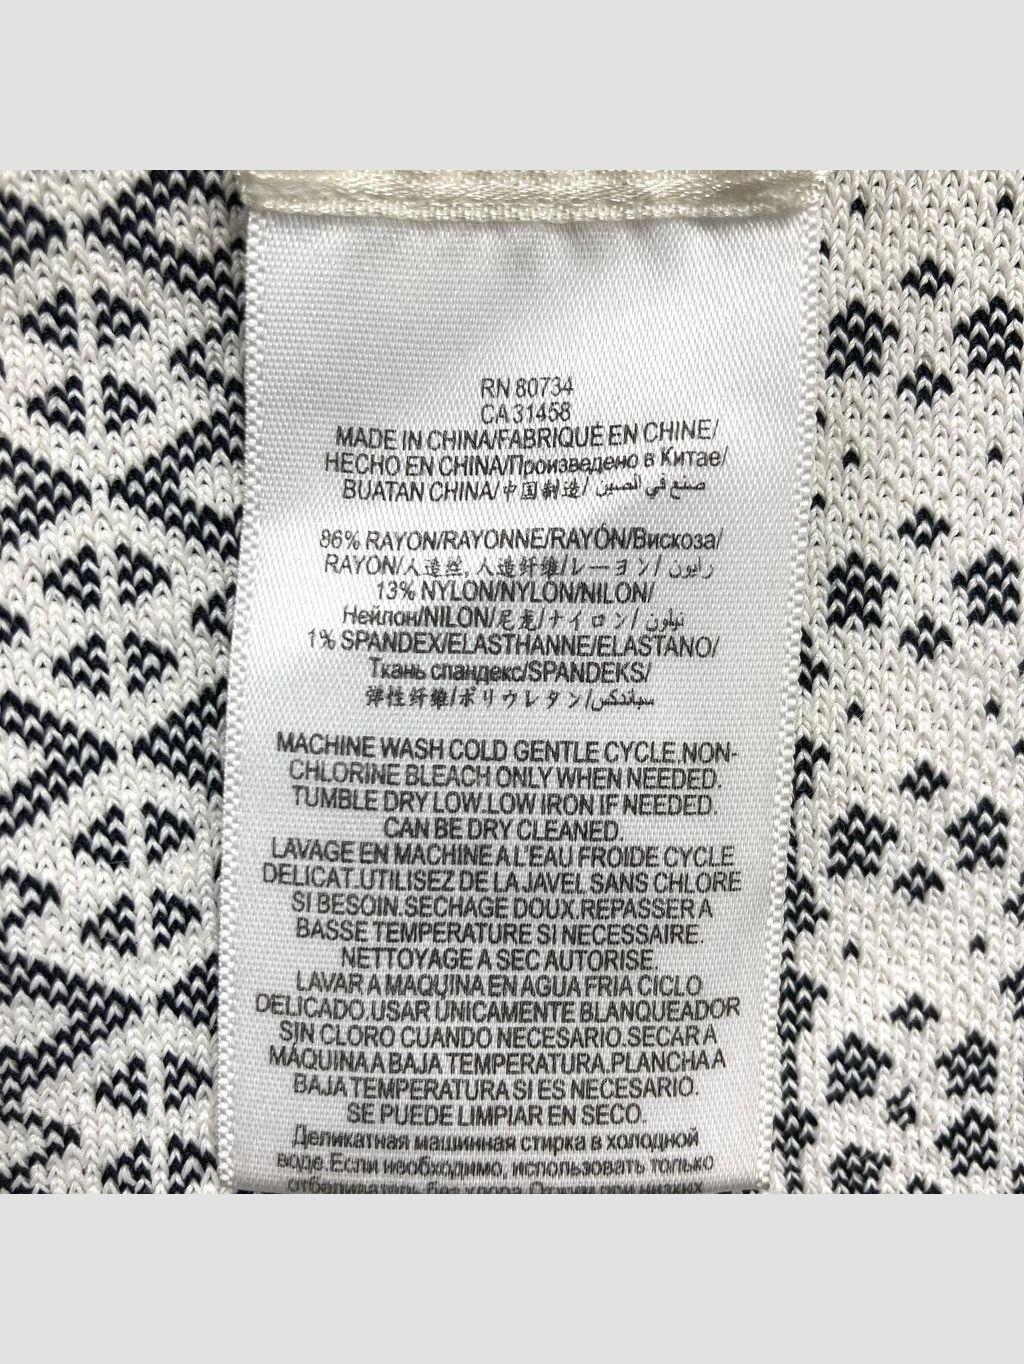 RN 80734
CA 31458
MADE IN CHINA/FABRIQUÉ EN CHINE/
HECHO EN CHINA/Произведено в Китае/
BUATAN CHINA/中国制造/صنع في الصين
86% RAYON/RAYONNE/RAYÓN/Вискоза/
RAYON/人造丝, 人造纤维/レーヨン/رايون
13% NYLON/NYLON/NILON/
Нейлон/NILON/尼龙/ナイロン/نيلون
1% SPANDEX/ELASTHANNE/ELASTANO/
Ткань спандекс/SPANDEKS/
弹性纤维/ポリウレタン/سباندكس
MACHINE WASH COLD GENTLE CYCLE.NON-
CHLORINE BLEACH ONLY WHEN NEEDED.
TUMBLE DRY LOW.LOW IRON IF NEEDED.
CAN BE DRY CLEANED.
LAVAGE EN MACHINE A L'EAU FROIDE CYCLE
DELICAT.UTILISEZ DE LA JAVEL SANS CHLORE
SI BESOIN.SECHAGE DOUX.REPASSER A
BASSE TEMPERATURE SI NECESSAIRE.
NETTOYAGE A SEC AUTORISE.
LAVAR A MAQUINA EN AGUA FRIA CICLO
DELICADO.USAR ÚNICAMENTE BLANQUEADOR
SIN CLORO CUANDO NECESARIO.SECAR A
MÁQUINA A BAJA TEMPERATURA.PLANCHA A
BAJA TEMPERATURA SI ES NECESARIO.
SE PUEDE LIMPIAR EN SECO.
Деликатная машинная стирка в холодной
воде.Если необходимо, использовать только
отбеливатель без хлора.Отжим при низких